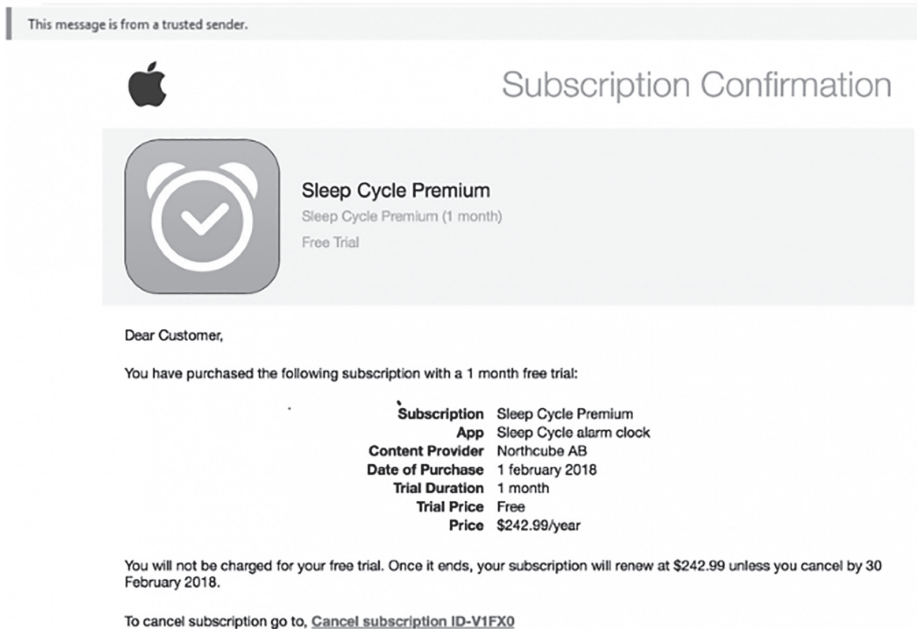 This message is from a trusted sender.
Subscription Confirmation
Sleep Cycle Premium
Sleep Cycle Premium (1 month)
Free Trial
Dear Customer,
You have purchased the following subscription with a 1 month free trial:
Subscription Sleep Cycle Premium
App Sleep Cycle alarm clock
Content Provider Northcube AB
Date of Purchase 1 february 2018
Trial Duration 1 month
Trial Price Free
Price $242.99/year
You will not be charged for your free trial. Once it ends, your subscription will renew at $242.99 unless you cancel by 30
February 2018.
To cancel subscription go to, Cancel subscription ID-V1FX0